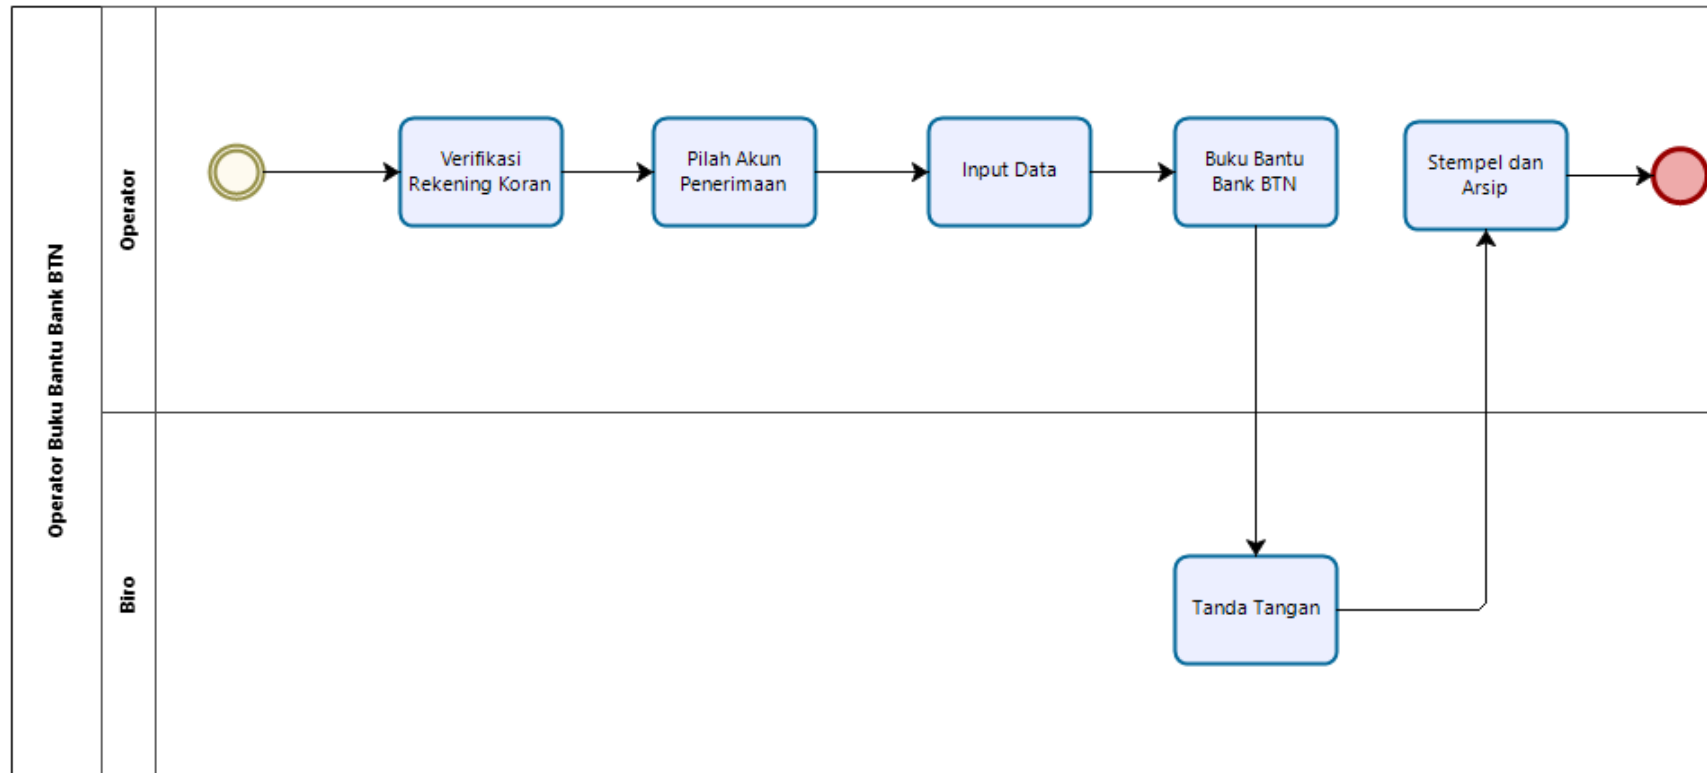 Operator Buku Bantu Bank BTN
Operator
Verifikasi
Rekening Koran
Pilah Akun
Penerimaan
Input Data
Buku Bantu
Bank BTN
Stempel dan
Arsip
Biro
Tanda Tangan